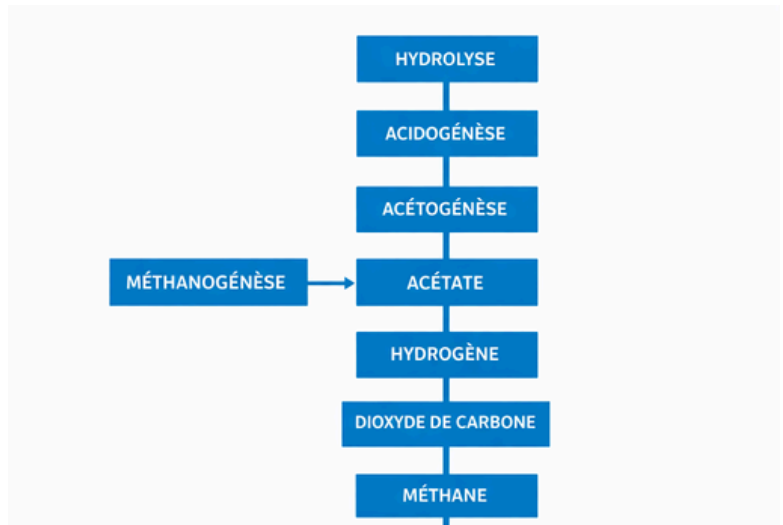 HYDROLYSE
ACIDOGÉNÈSE
ACÉTOGÉNÈSE
MÉTHANOGÉNÈSE
ACÉTATE
HYDROGÈNE
DIOXYDE DE CARBONE
MÉTHANE